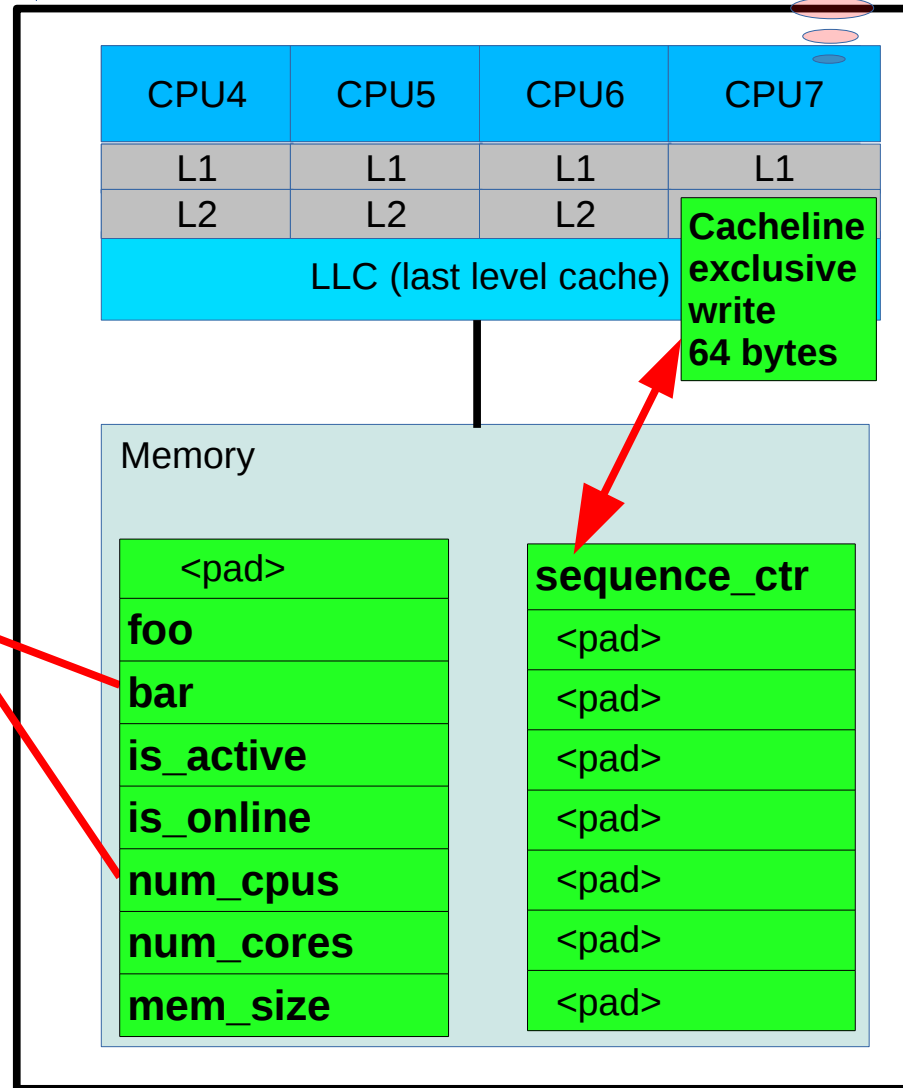 CPU4 CPU5 CPU6 CPU7
L1 L1 L1 L1
L2 L2 L2
LLC (last level cache)
Cacheline
exclusive
write
64 bytes
Memory
<pad>
foo
bar
is_active
is_online
num_cpus
num_cores
mem_size
sequence_ctr
<pad>
<pad>
<pad>
<pad>
<pad>
<pad>
<pad>